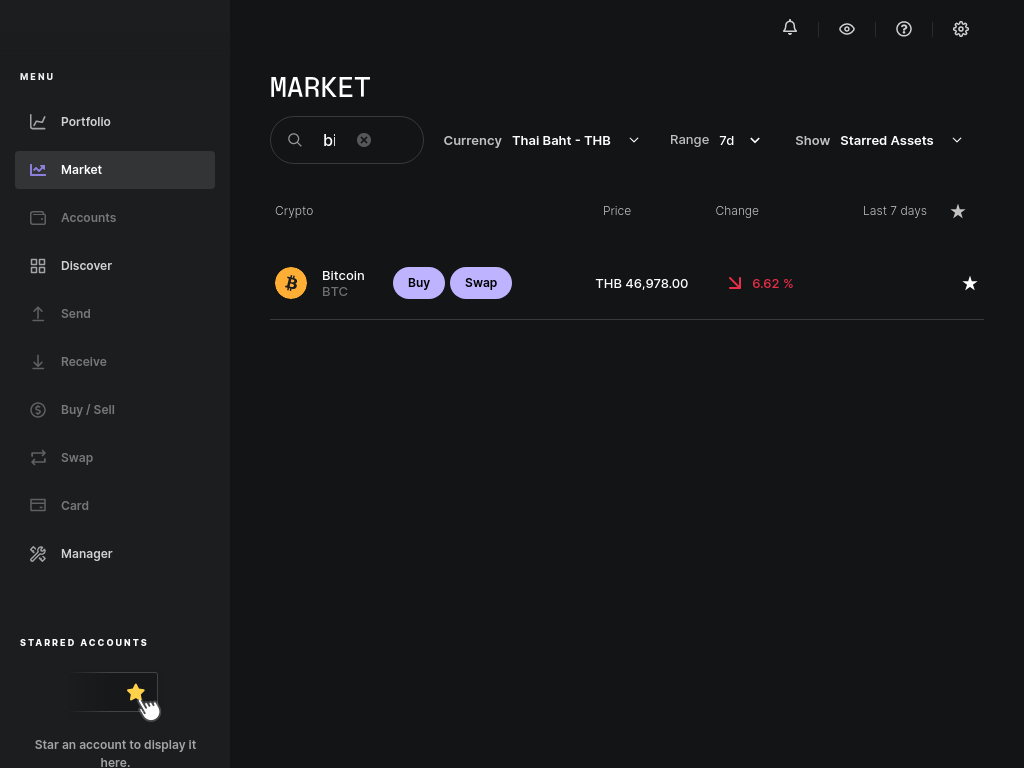 MENU
Portfolio
Market
Accounts
Discover
Send
Receive
Buy / Sell
Swap
Card
Manager
STARRED ACCOUNTS
Star an account to display it
here.
MARKET
bi
Currency Thai Baht - THB
Range 7d
Show Starred Assets
Crypto Price Change Last 7 days
Bitcoin
BTC
Buy Swap THB 46,978.00 6.62 %